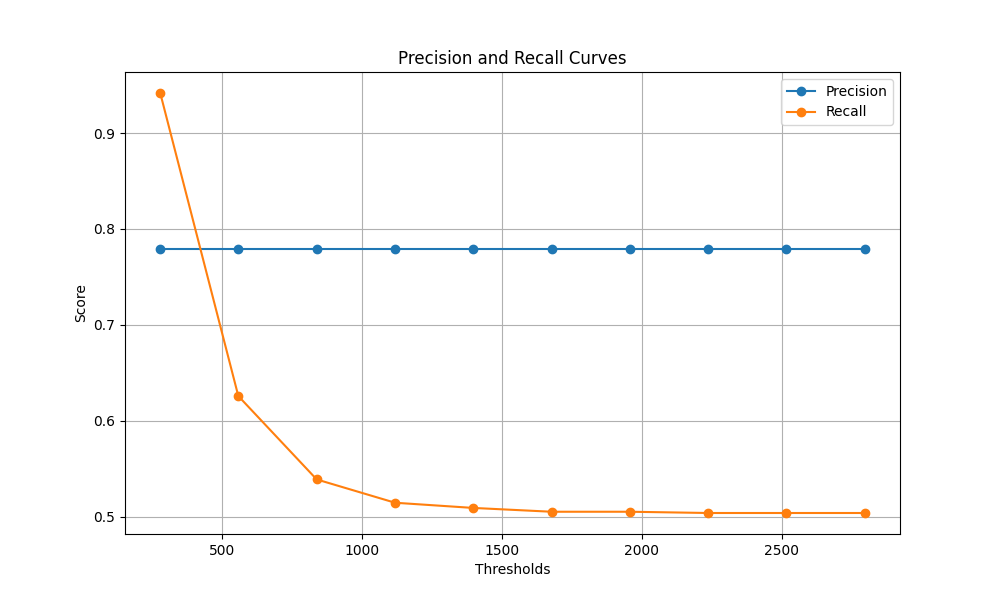 Precision and Recall Curves
Precision
Recall
0.9
0.8
0.7
0.6
0.5
Score
500
1000
1500
2000
2500
Thresholds